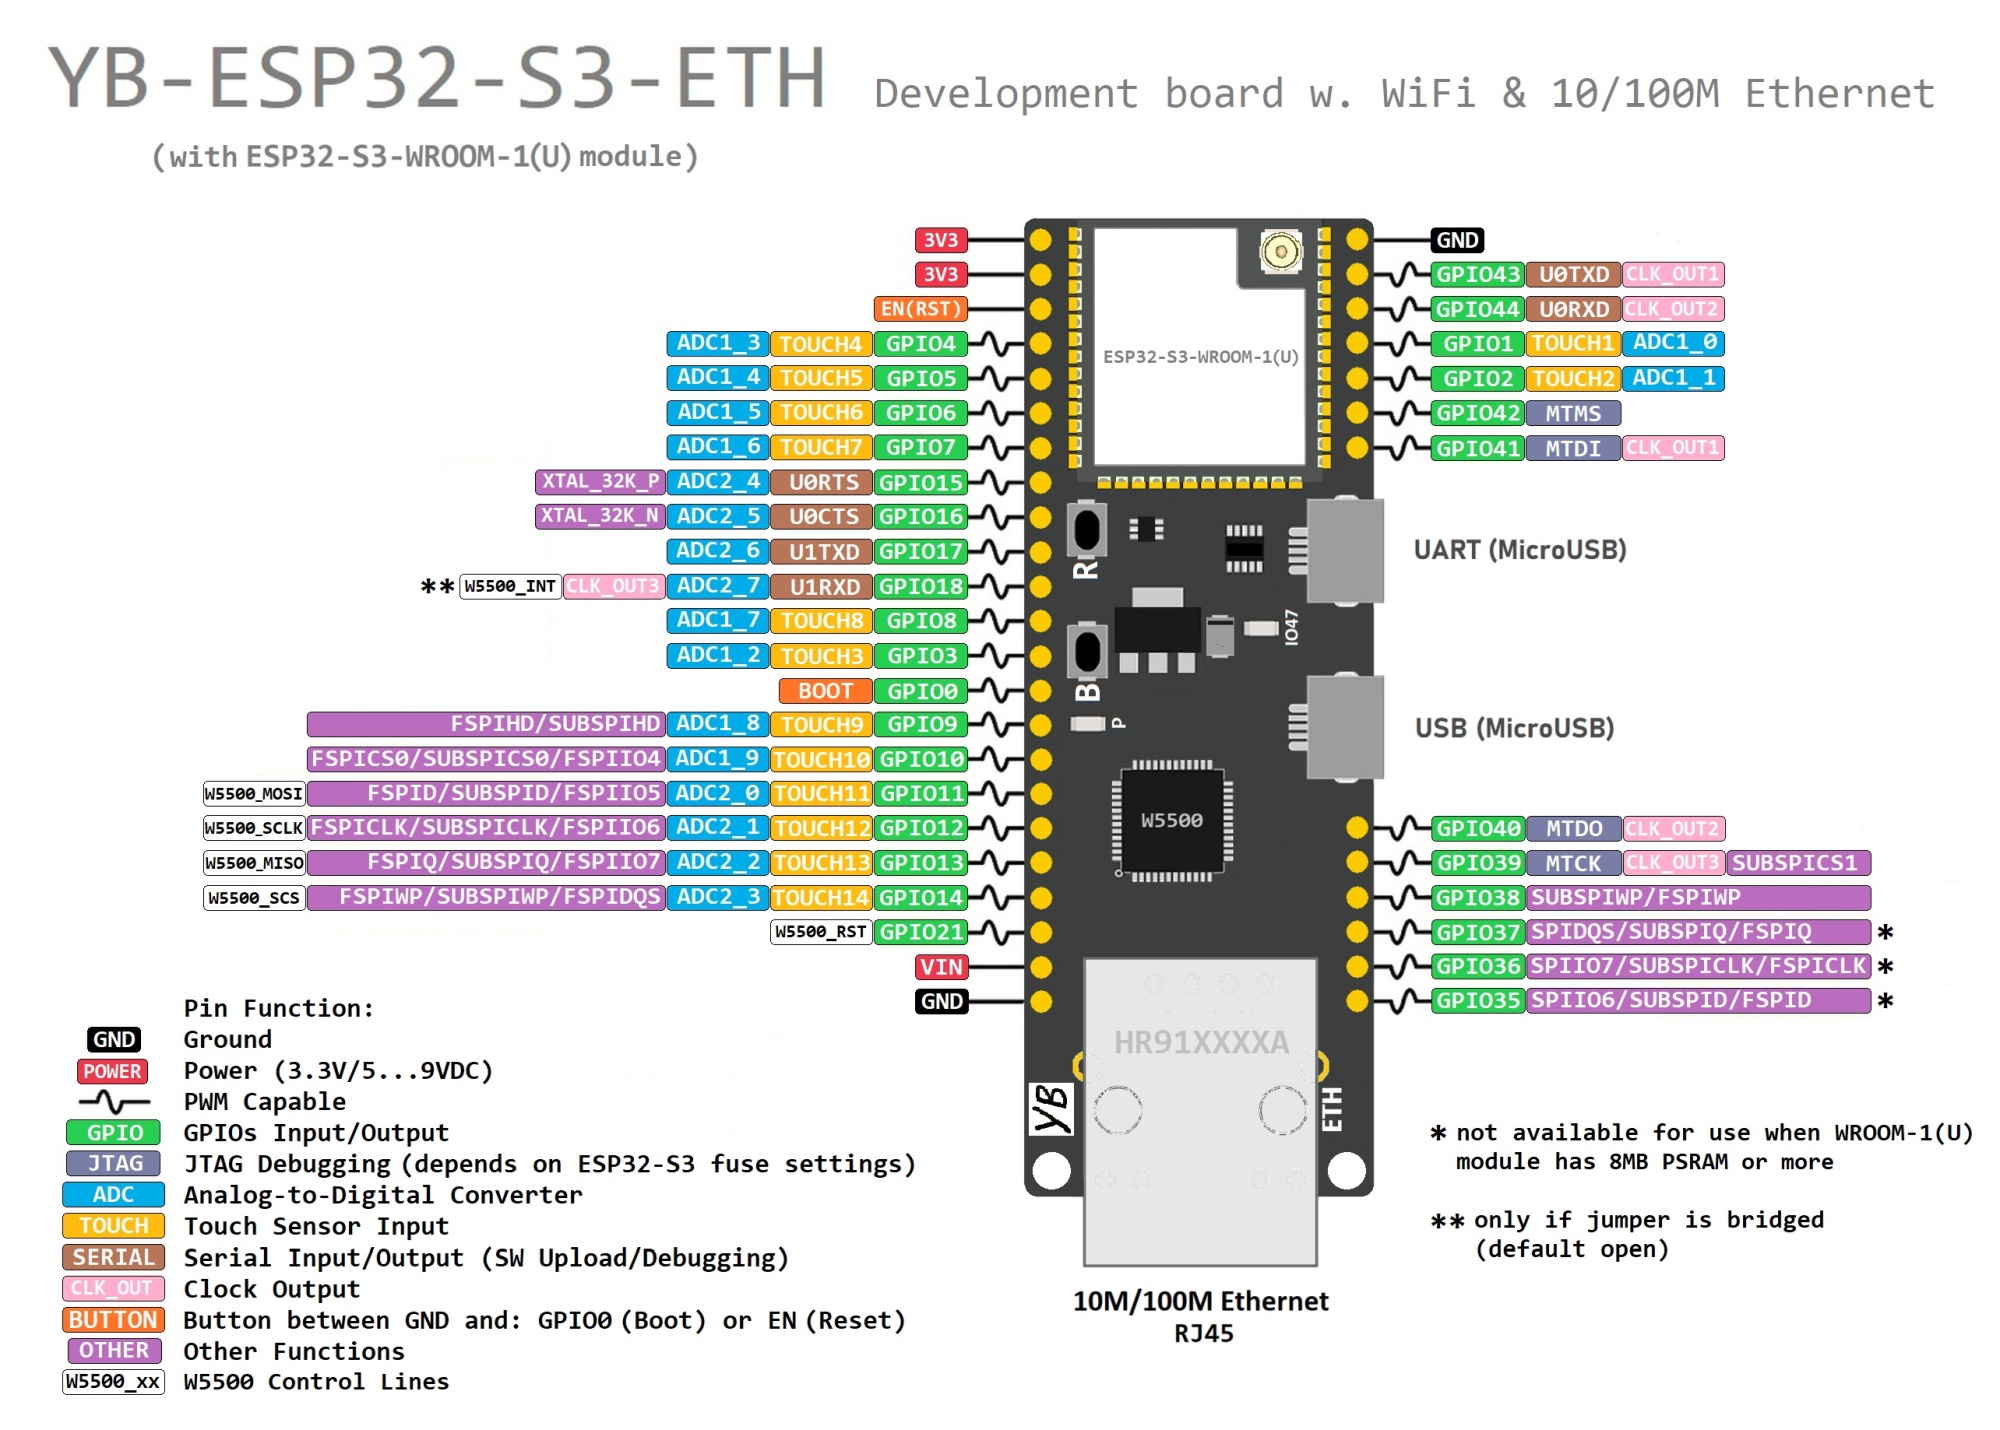 YB-ESP32-S3-ETH Development board w. WiFi & 10/100M Ethernet
(with ESP32-S3-WROOM-1(U) module)
3V3
3V3
EN(RST)
ADC1_3 TOUCH4 GPIO4
ADC1_4 TOUCH5 GPIO5
ADC1_5 TOUCH6 GPIO6
ADC1_6 TOUCH7 GPIO7
XTAL_32K_P ADC2_4 U0RTS GPIO15
XTAL_32K_N ADC2_5 U0CTS GPIO16
ADC2_6 U1TXD GPIO17
** W5500_INT CLK_OUT3 ADC2_7 U1RXD GPIO18
ADC1_7 TOUCH8 GPIO8
ADC1_2 TOUCH3 GPIO3
BOOT GPIO0
FSPIHD/SUBSPIHD ADC1_8 TOUCH9 GPIO9
FSPICS0/SUBSPICS0/FSPIIO4 ADC1_9 TOUCH10 GPIO10
W5500_MOSI FSPID/SUBSPID/FSPIIO5 ADC2_0 TOUCH11 GPIO11
W5500_SCLK FSPICLK/SUBSPICLK/FSPIIO6 ADC2_1 TOUCH12 GPIO12
W5500_MISO FSPIQ/SUBSPIQ/FSPIIO7 ADC2_2 TOUCH13 GPIO13
W5500_SCS FSPIWP/SUBSPIWP/FSPIDQS ADC2_3 TOUCH14 GPIO14
W5500_RST GPIO21
VIN
GND
ESP32-S3-WROOM-1(U)
R
IO47
B
P
W5500
HR91XXXXA
YB
ETH
10M/100M Ethernet
RJ45
GND
GPIO43 U0TXD CLK_OUT1
GPIO44 U0RXD CLK_OUT2
GPIO1 TOUCH1 ADC1_0
GPIO2 TOUCH2 ADC1_1
GPIO42 MTMS
GPIO41 MTDI CLK_OUT1
UART (MicroUSB)
USB (MicroUSB)
GPIO40 MTDO CLK_OUT2
GPIO39 MTCK CLK_OUT3 SUBSPICS1
GPIO38 SUBSPIWP/FSPIWP
GPIO37 SPIDQS/SUBSPIQ/FSPIQ *
GPIO36 SPIIO7/SUBSPICLK/FSPICLK *
GPIO35 SPIIO6/SUBSPID/FSPID *
Pin Function:
GND Ground
POWER Power (3.3V/5...9VDC)
PWM Capable
GPIO GPIOs Input/Output
JTAG JTAG Debugging (depends on ESP32-S3 fuse settings)
ADC Analog-to-Digital Converter
TOUCH Touch Sensor Input
SERIAL Serial Input/Output (SW Upload/Debugging)
CLK_OUT Clock Output
BUTTON Button between GND and: GPIO0 (Boot) or EN (Reset)
OTHER Other Functions
W5500_xx W5500 Control Lines
* not available for use when WROOM-1(U)
module has 8MB PSRAM or more
** only if jumper is bridged
(default open)